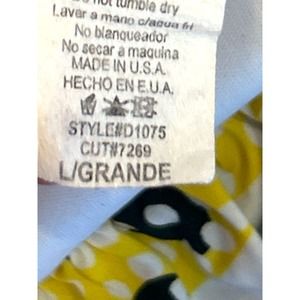 not tumble dry
Lavar a mano c/agua fri
No blanqueador
No secar a maquina
MADE IN U.S.A.
HECHO EN E.U.A.
STYLE#D1075
CUT#7269
L/GRANDE